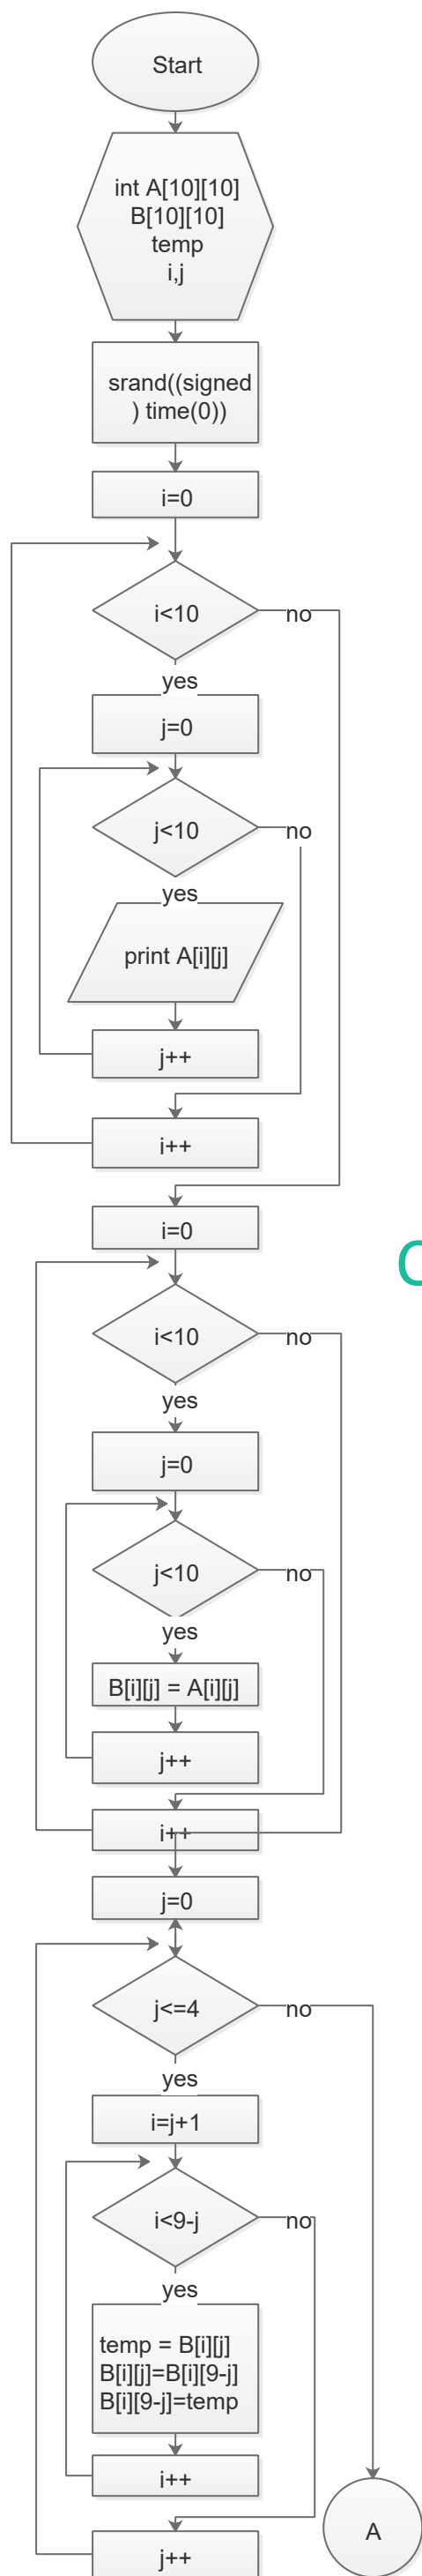 Start
int A[10][10]
B[10][10]
temp
i,j
srand((signed
) time(0))
i=0
i<10
no
yes
j=0
j<10
no
yes
print A[i][j]
j++
i++
i=0
i<10
no
yes
j=0
j<10
no
yes
B[i][j] = A[i][j]
j++
i++
j=0
j<=4
no
yes
i=j+1
i<9-j
no
yes
temp = B[i][j]
B[i][j]=B[i][9-j]
B[i][9-j]=temp
i++
A
j++